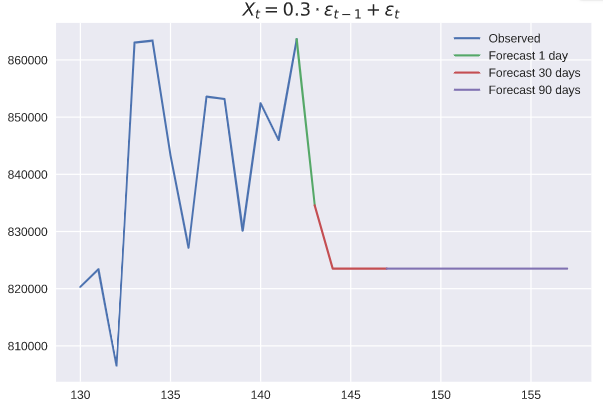 X_t = 0.3 · ε_{t−1} + ε_t
Observed
Forecast 1 day
Forecast 30 days
Forecast 90 days
860000
850000
840000
830000
820000
810000
130 135 140 145 150 155